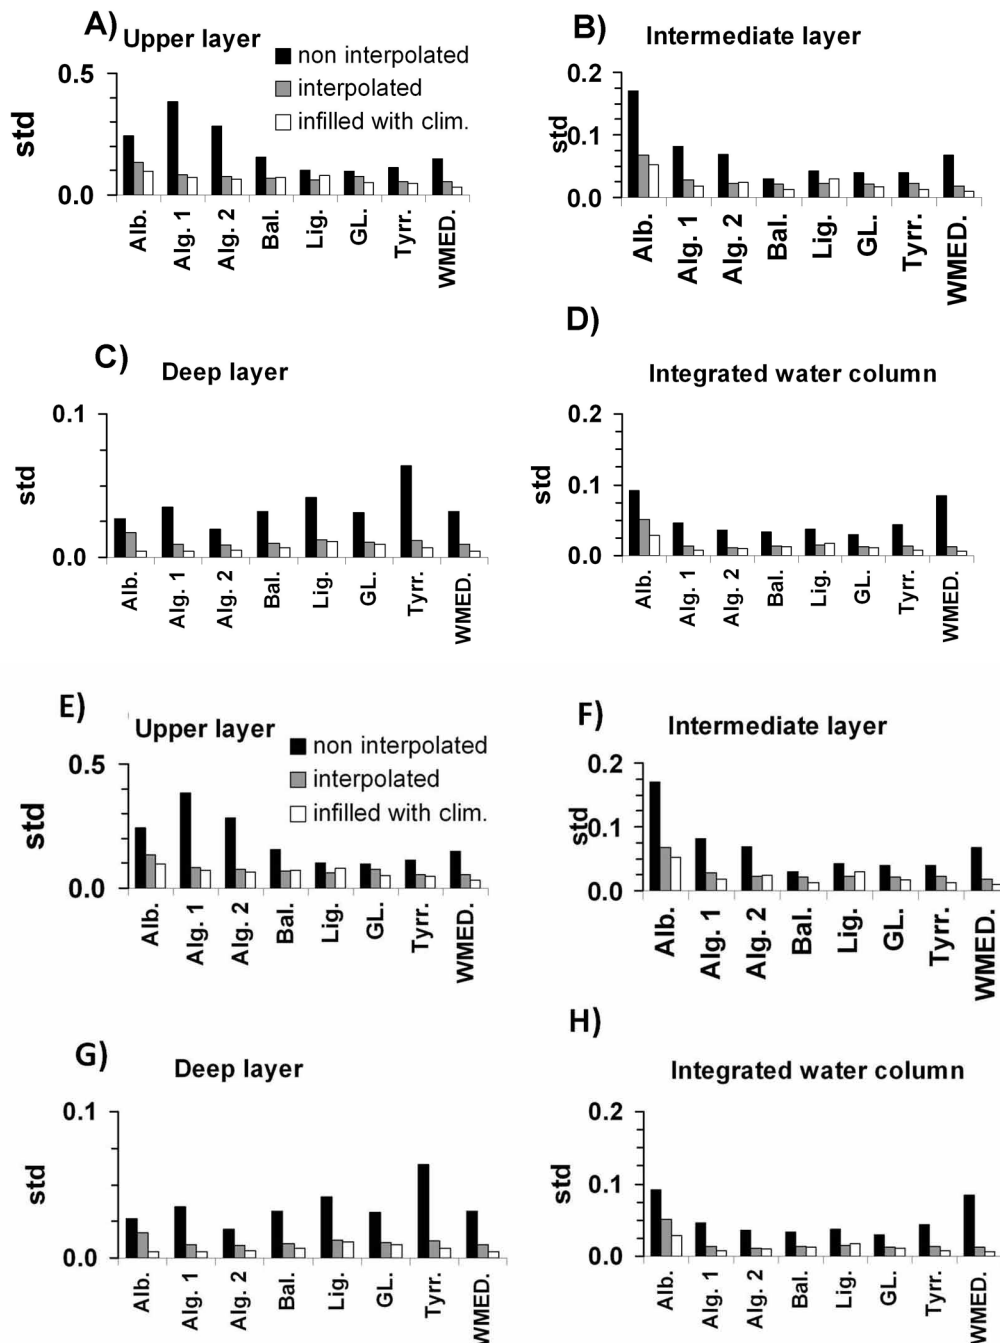 A)
Upper layer
non interpolated
interpolated
infilled with clim.
std
0.5
0.0
Alb.
Alg. 1
Alg. 2
Bal.
Lig.
GL.
Tyrr.
WMED.
B)
Intermediate layer
std
0.2
0.1
0.0
Alb.
Alg. 1
Alg. 2
Bal.
Lig.
GL.
Tyrr.
WMED.
C)
Deep layer
std
0.1
0.0
Alb.
Alg. 1
Alg. 2
Bal.
Lig.
GL.
Tyrr.
WMED.
D)
Integrated water column
std
0.2
0.1
0.0
Alb.
Alg. 1
Alg. 2
Bal.
Lig.
GL.
Tyrr.
WMED.
E)
Upper layer
non interpolated
interpolated
infilled with clim.
std
0.5
0.0
Alb.
Alg. 1
Alg. 2
Bal.
Lig.
GL.
Tyrr.
WMED.
F)
Intermediate layer
std
0.2
0.1
0.0
Alb.
Alg. 1
Alg. 2
Bal.
Lig.
GL.
Tyrr.
WMED.
G)
Deep layer
std
0.1
0.0
Alb.
Alg. 1
Alg. 2
Bal.
Lig.
GL.
Tyrr.
WMED.
H)
Integrated water column
std
0.2
0.1
0.0
Alb.
Alg. 1
Alg. 2
Bal.
Lig.
GL.
Tyrr.
WMED.